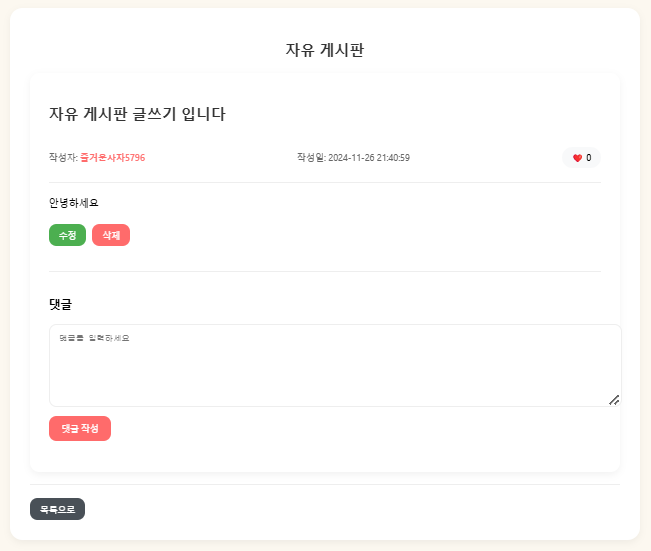 자유 게시판
자유 게시판 글쓰기 입니다
작성자: 즐거운사자5796 작성일: 2024-11-26 21:40:59 0
안녕하세요
수정 삭제
댓글
댓글을 입력하세요
댓글 작성
목록으로